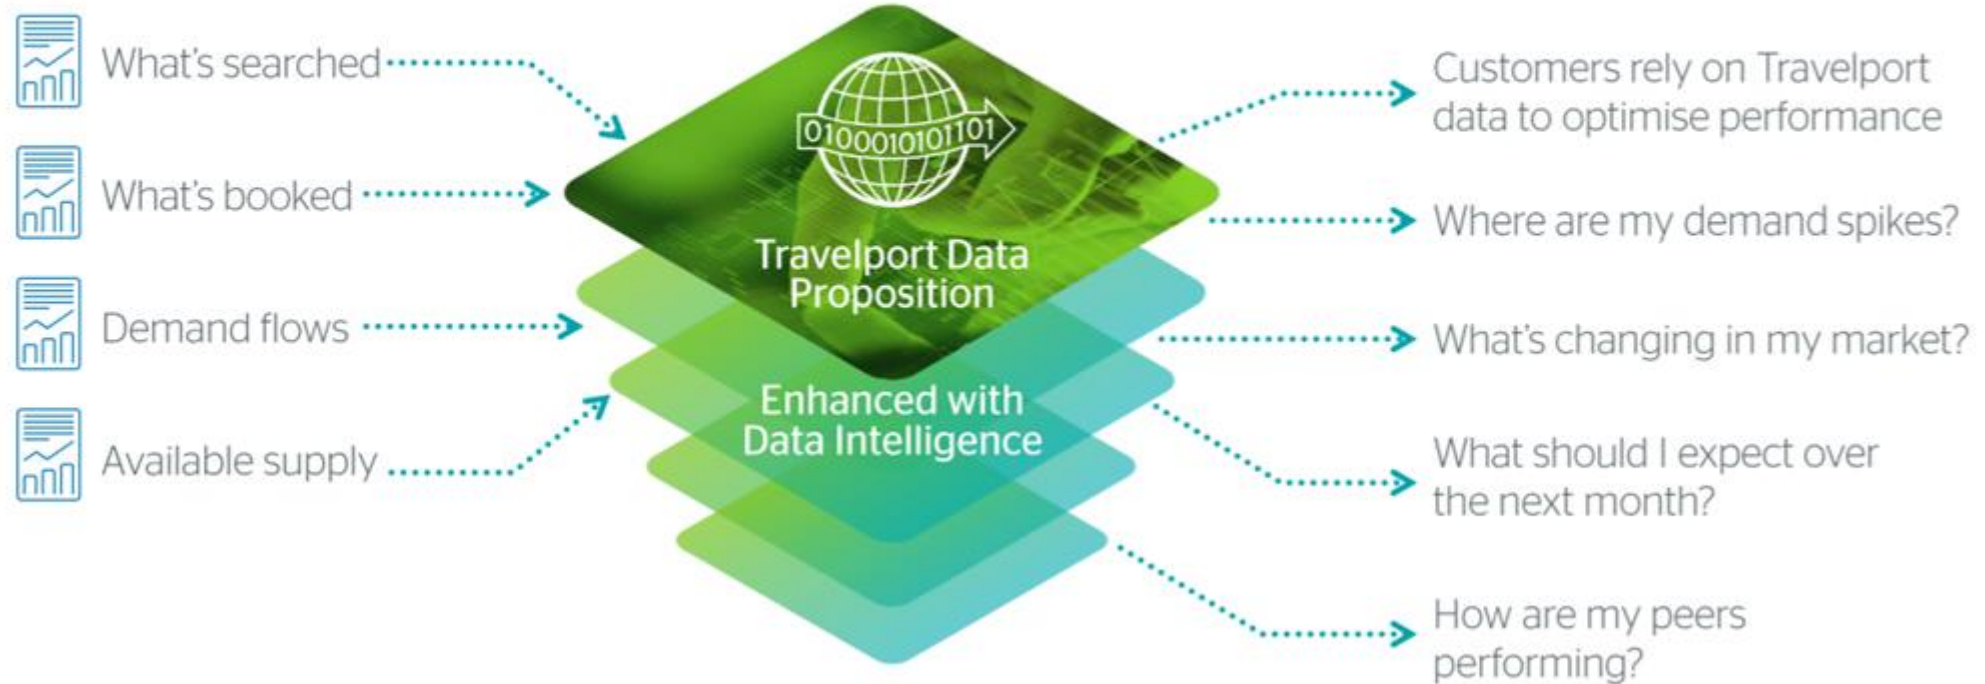 What's searched
What's booked
Demand flows
Available supply
0100010101101
Travelport Data
Proposition
Enhanced with
Data Intelligence
Customers rely on Travelport
data to optimise performance
Where are my demand spikes?
What's changing in my market?
What should I expect over
the next month?
How are my peers
performing?